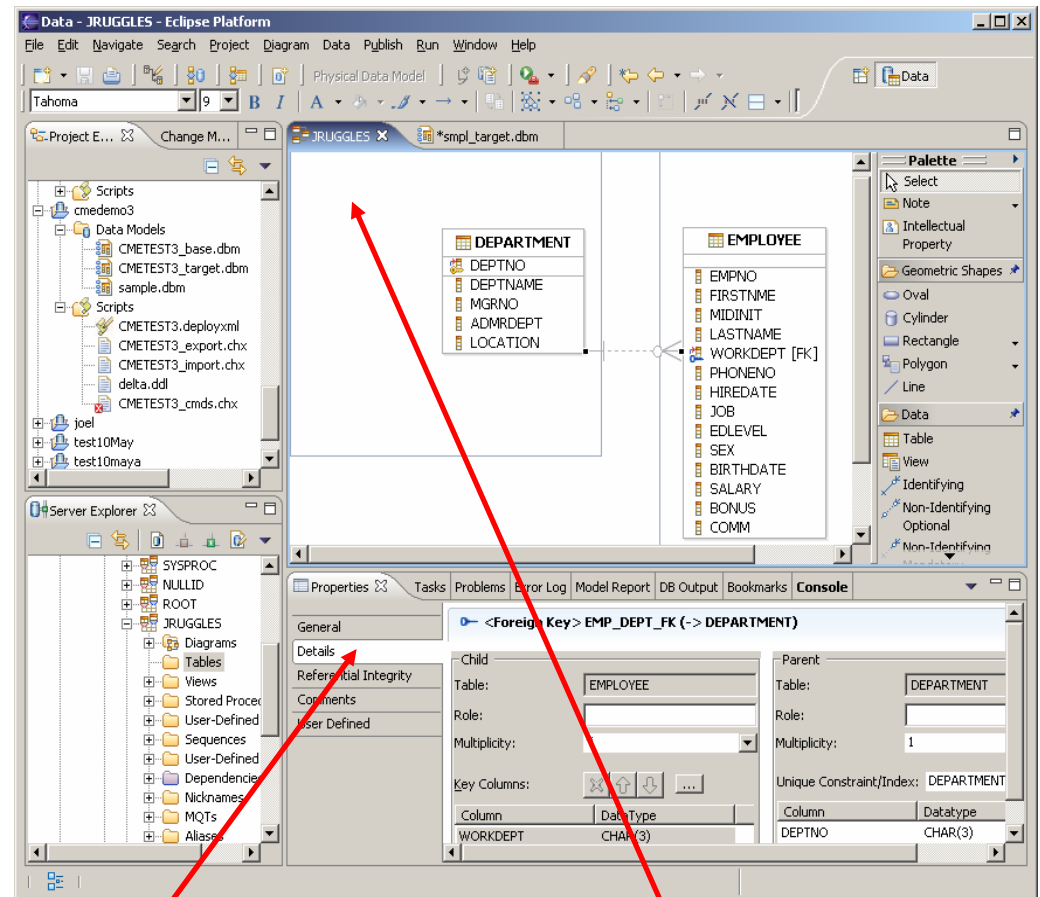 Data - JRUGGLES - Eclipse Platform
File Edit Navigate Search Project Diagram Data Publish Run Window Help
Physical Data Model
Data
Tahoma 9 B I A
Project E... Change M...
Scripts
cmedemo3
Data Models
CMETEST3_base.dbm
CMETEST3_target.dbm
sample.dbm
Scripts
CMETEST3.deployxml
CMETEST3_export.chx
CMETEST3_import.chx
delta.ddl
CMETEST3_cmds.chx
joel
test10May
test10maya
JRUGGLES *smpl_target.dbm
DEPARTMENT
DEPTNO
DEPTNAME
MGRNO
ADMRDEPT
LOCATION
EMPLOYEE
EMPNO
FIRSTNME
MIDINIT
LASTNAME
WORKDEPT [FK]
PHONENO
HIREDATE
JOB
EDLEVEL
SEX
BIRTHDATE
SALARY
BONUS
COMM
Palette
Select
Note
Intellectual
Property
Geometric Shapes
Oval
Cylinder
Rectangle
Polygon
Line
Data
Table
View
Identifying
Non-Identifying
Optional
Non-Identifying
Server Explorer
SYSPROC
NULLID
ROOT
JRUGGLES
Diagrams
Tables
Views
Stored Proced
User-Defined
Sequences
User-Defined
Dependencie
Nicknames
MQTs
Aliases
Properties Tasks Problems Error Log Model Report DB Output Bookmarks Console
General
Details
Referential Integrity
Comments
User Defined
<Foreign Key> EMP_DEPT_FK (-> DEPARTMENT)
Child
Table: EMPLOYEE
Role:
Multiplicity:
Key Columns: ...
Column DataType
WORKDEPT CHAR(3)
Parent
Table: DEPARTMENT
Role:
Multiplicity: 1
Unique Constraint/Index: DEPARTMENT
Column Datatype
DEPTNO CHAR(3)